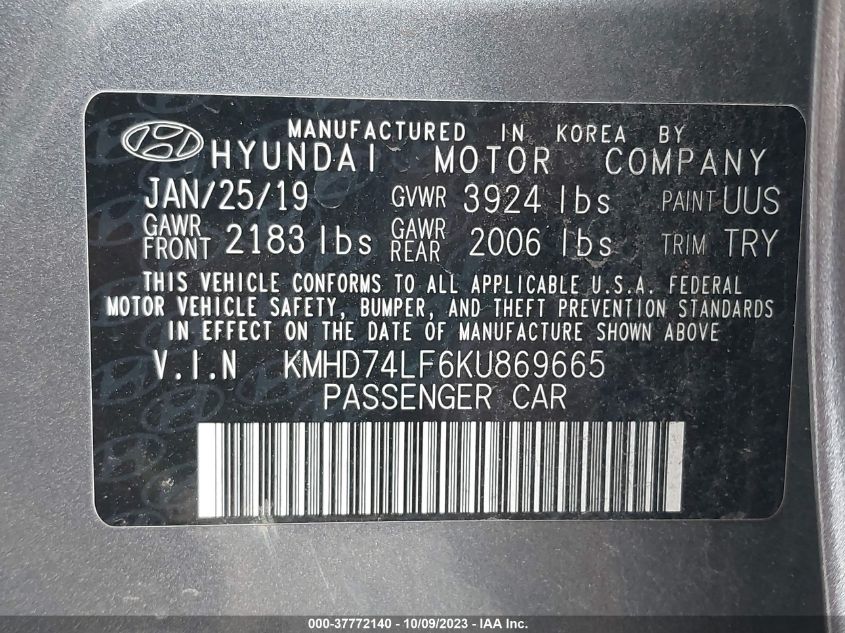 MANUFACTURED IN KOREA BY
HYUNDAI MOTOR COMPANY
JAN/25/19 GVWR 3924 lbs PAINT UUS
GAWR FRONT 2183 lbs GAWR REAR 2006 lbs TRIM TRY
THIS VEHICLE CONFORMS TO ALL APPLICABLE U.S.A. FEDERAL
MOTOR VEHICLE SAFETY, BUMPER, AND THEFT PREVENTION STANDARDS
IN EFFECT ON THE DATE OF MANUFACTURE SHOWN ABOVE
V.I.N KMHD74LF6KU869665
PASSENGER CAR
000-37772140 - 10/09/2023 - IAA Inc.